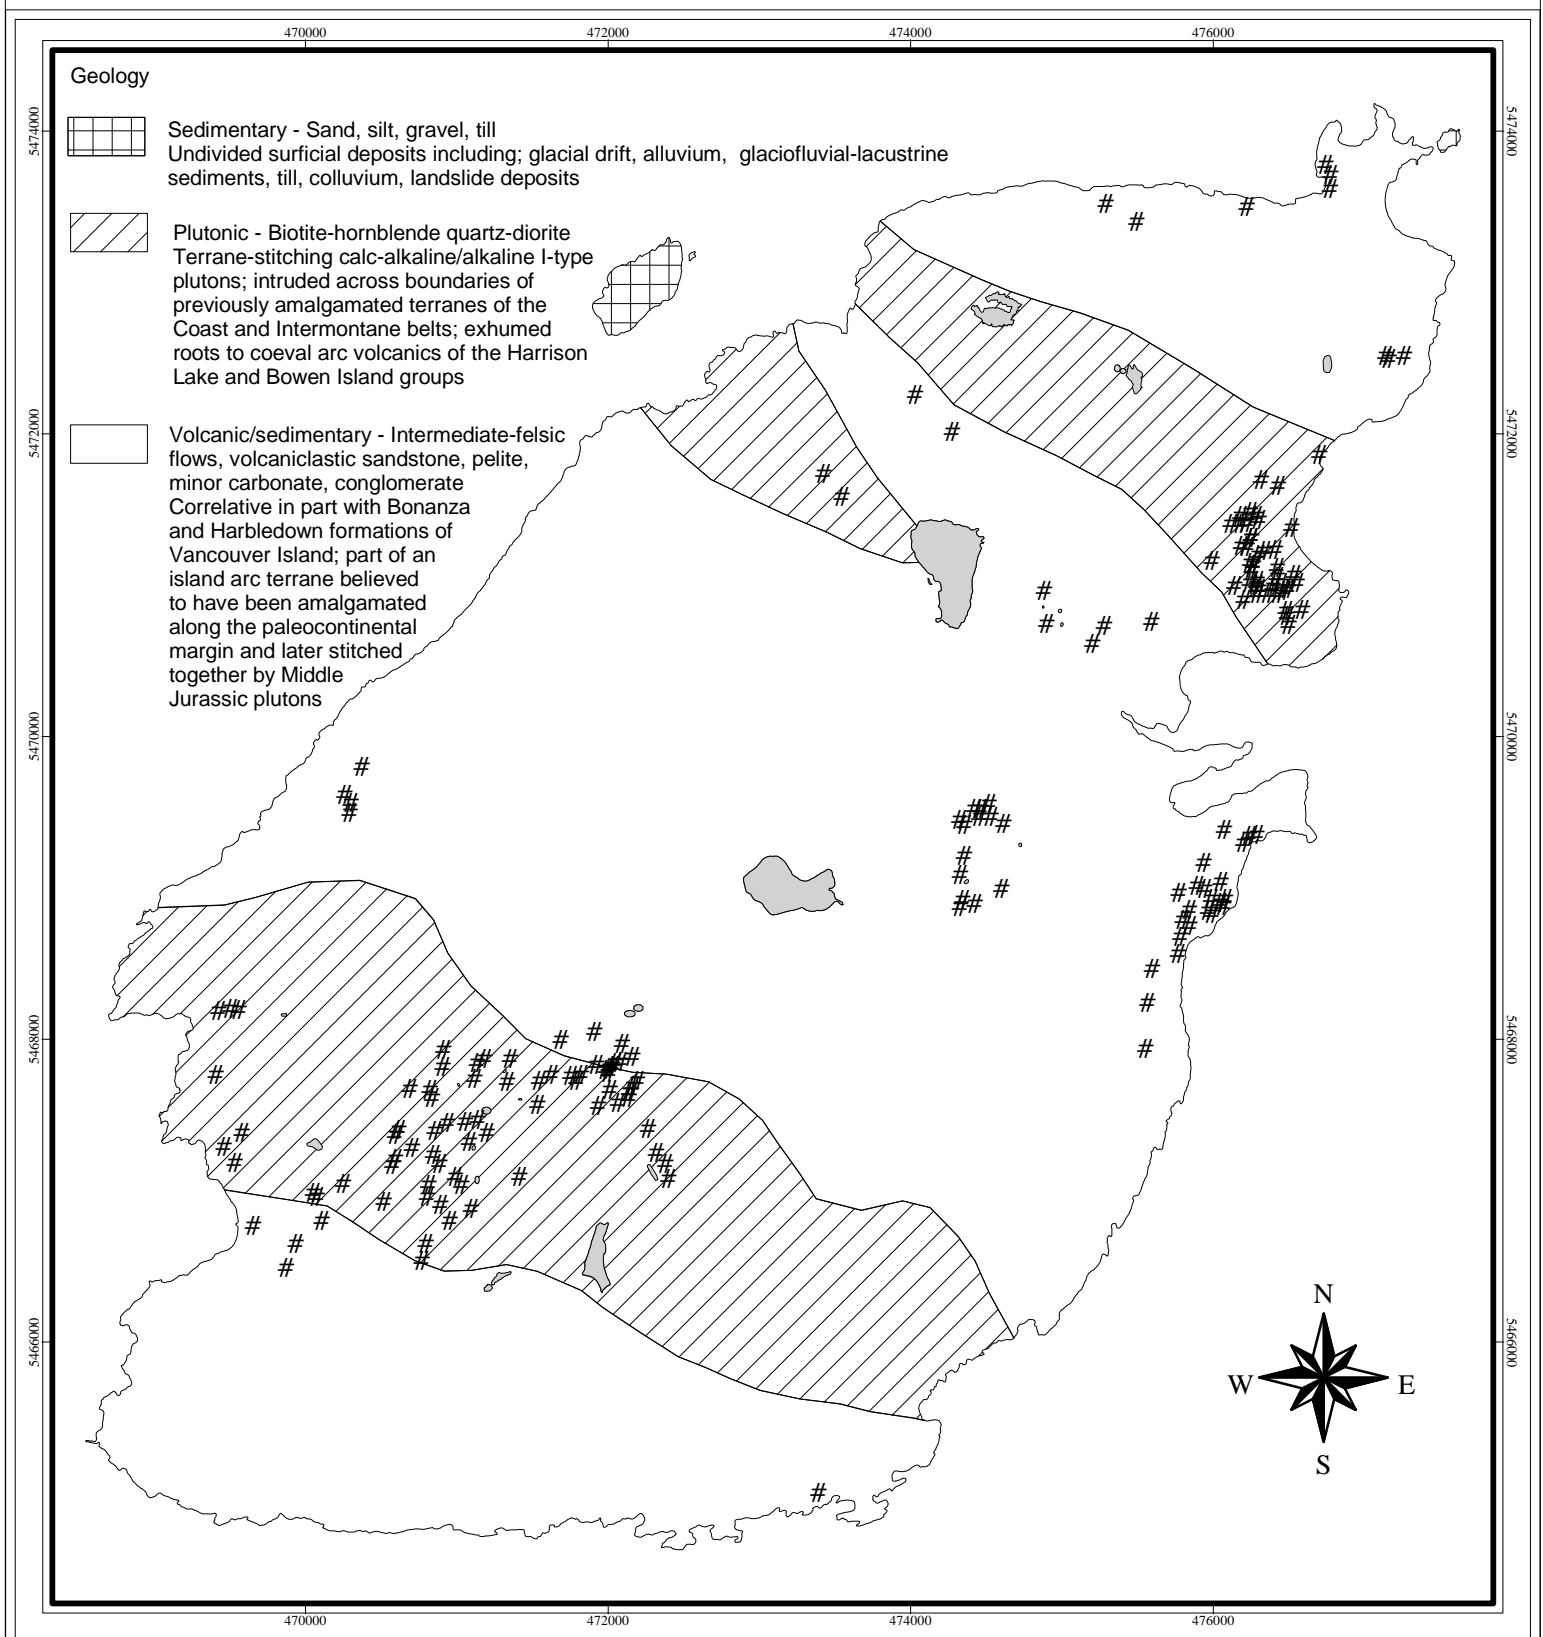 470000 472000 474000 476000
Geology
5474000
5474000
Sedimentary - Sand, silt, gravel, till
Undivided surficial deposits including; glacial drift, alluvium, glaciofluvial-lacustrine
sediments, till, colluvium, landslide deposits
Plutonic - Biotite-hornblende quartz-diorite
Terrane-stitching calc-alkaline/alkaline I-type
plutons; intruded across boundaries of
previously amalgamated terranes of the
Coast and Intermontane belts; exhumed
roots to coeval arc volcanics of the Harrison
Lake and Bowen Island groups
5472000
5472000
Volcanic/sedimentary - Intermediate-felsic
flows, volcaniclastic sandstone, pelite,
minor carbonate, conglomerate
Correlative in part with Bonanza
and Harbledown formations of
Vancouver Island; part of an
island arc terrane believed
to have been amalgamated
along the paleocontinental
margin and later stitched
together by Middle
Jurassic plutons
5470000
5470000
5468000
5468000
5466000
5466000
N
W E
S
470000 472000 474000 476000